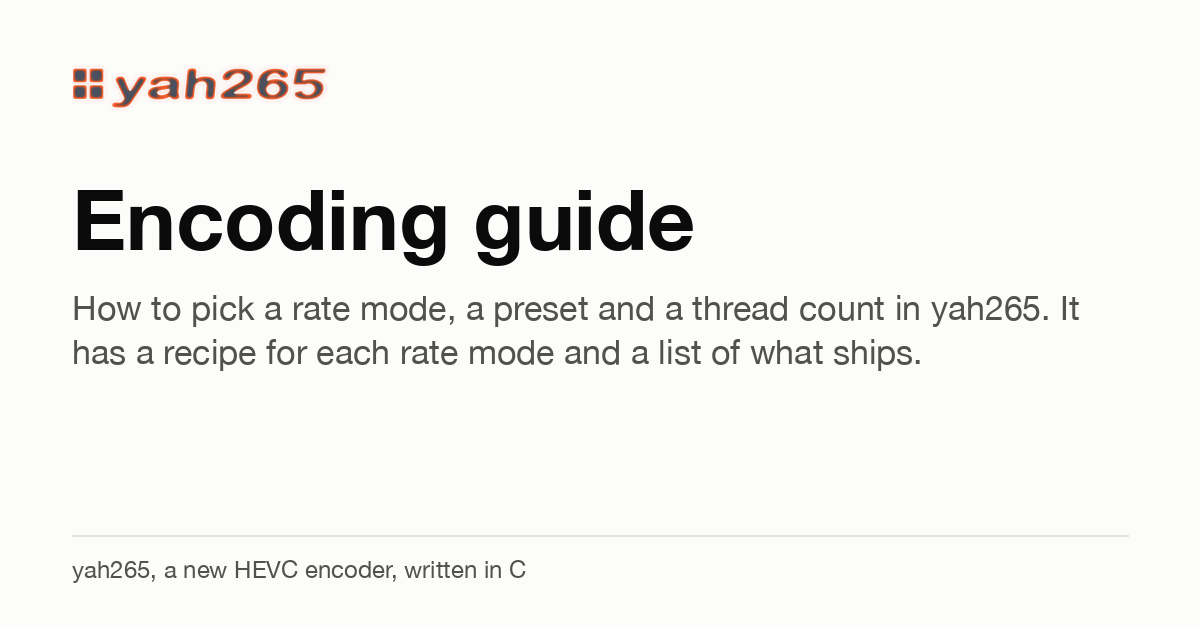 yah265
Encoding guide
How to pick a rate mode, a preset and a thread count in yah265. It
has a recipe for each rate mode and a list of what ships.
yah265, a new HEVC encoder, written in C